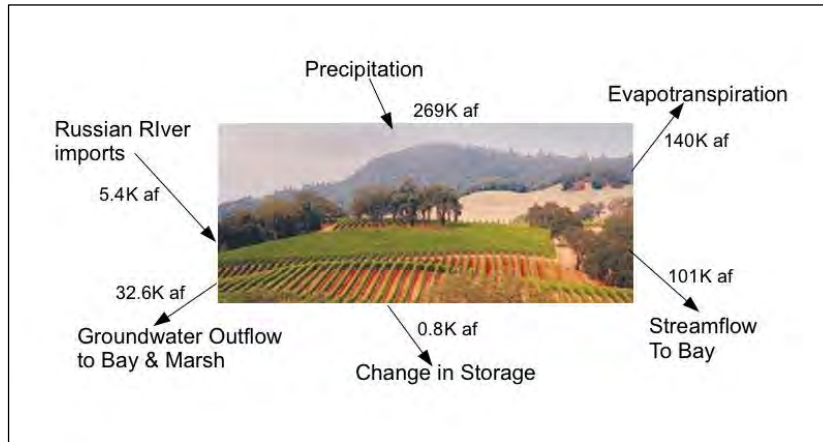 Precipitation
269K af
Evapotranspiration
140K af
Russian RIver
imports
5.4K af
32.6K af
Groundwater Outflow
to Bay & Marsh
0.8K af
Change in Storage
101K af
Streamflow
To Bay